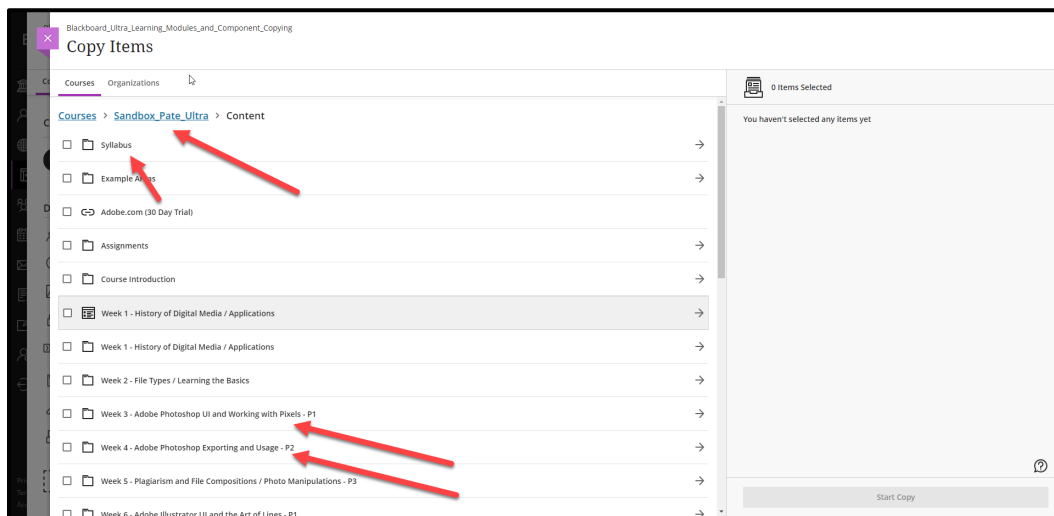 Blackboard_Ultra_Learning_Modules_and_Component_Copying
Copy Items
Courses Organizations
0 Items Selected
Courses > Sandbox_Pate_Ultra > Content
You haven't selected any items yet
Syllabus
Example Areas
Adobe.com (30 Day Trial)
Assignments
Course Introduction
Week 1 - History of Digital Media / Applications
Week 1 - History of Digital Media / Applications
Week 2 - File Types / Learning the Basics
Week 3 - Adobe Photoshop UI and Working with Pixels - P1
Week 4 - Adobe Photoshop Exporting and Usage - P2
Week 5 - Plagiarism and File Compositions / Photo Manipulations - P3
Week 6 - Adobe Illustrator UI and the Art of Lines - P1
Start Copy